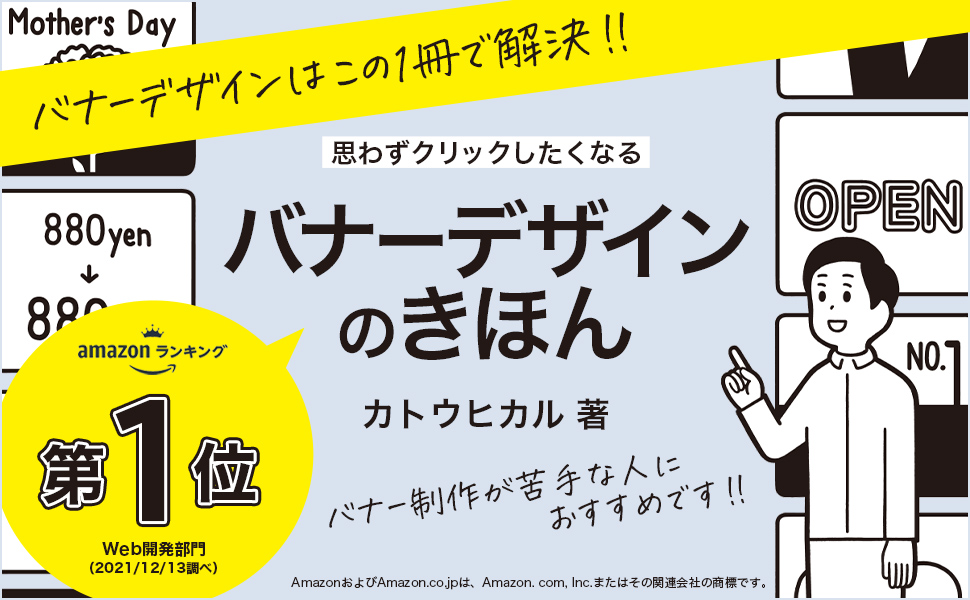 Mother's Day
バナーデザインはこの1冊で解決!!
思わずクリックしたくなる
バナーデザイン
のきほん
カトウヒカル 著
バナー制作が苦手な人に
おすすめです!!
880yen
↓
880
amazon ランキング
第1位
Web開発部門
(2021/12/13調べ)
OPEN
NO.1
AmazonおよびAmazon.co.jpは、Amazon. com, Inc.またはその関連会社の商標です。